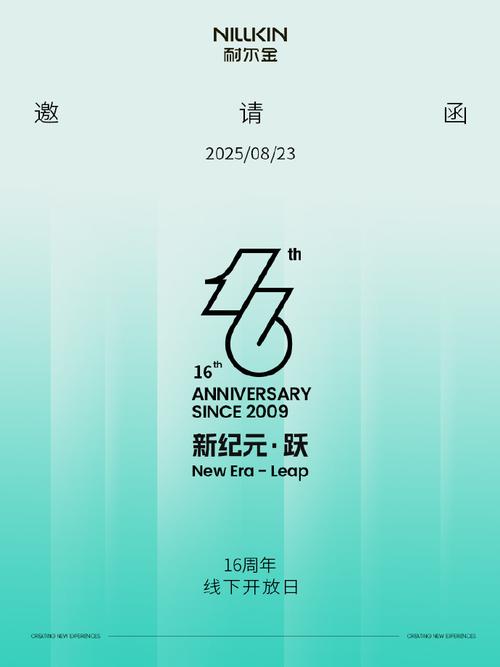 NILLKIN
耐尔金
邀 请 函
2025/08/23
16th
16th
ANNIVERSARY
SINCE 2009
新纪元·跃
New Era - Leap
16周年
线下开放日
CREATING NEW EXPERIENCES CREATING NEW EXPERIENCES